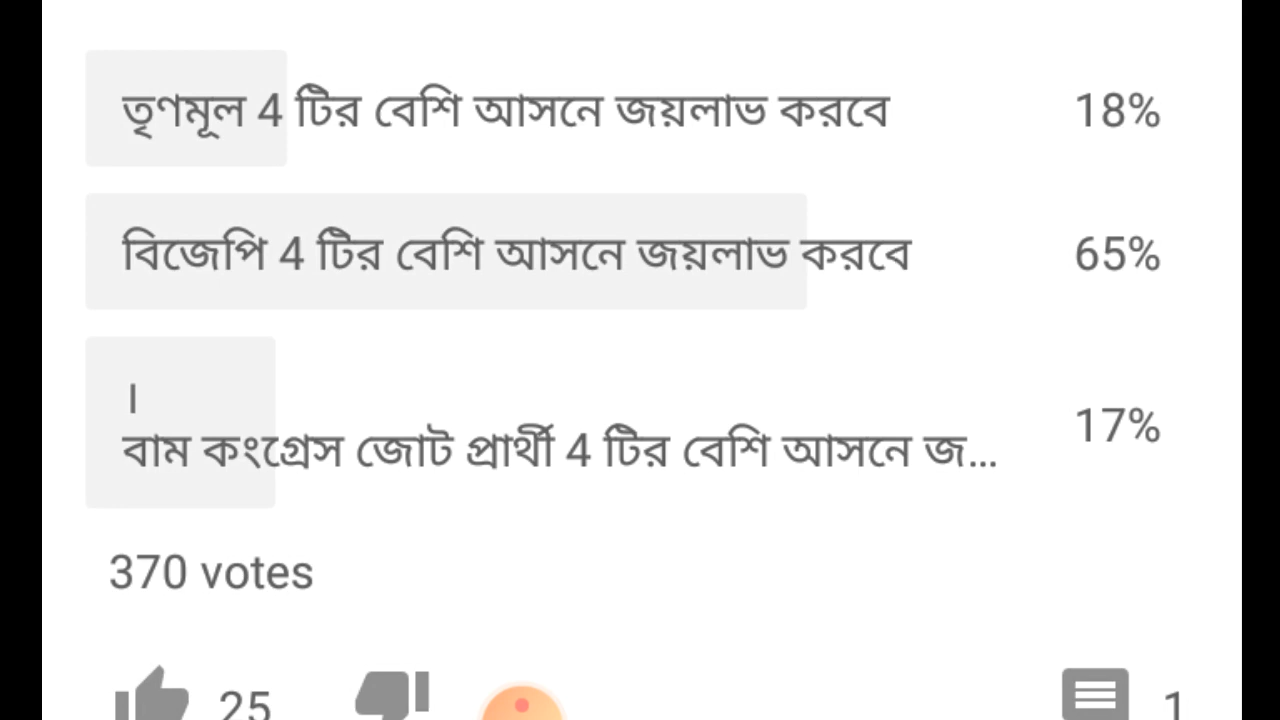 তৃণমূল 4 টির বেশি আসনে জয়লাভ করবে 18%
বিজেপি 4 টির বেশি আসনে জয়লাভ করবে 65%
।
বাম কংগ্রেস জোট প্রার্থী 4 টির বেশি আসনে জ... 17%
370 votes
25 1